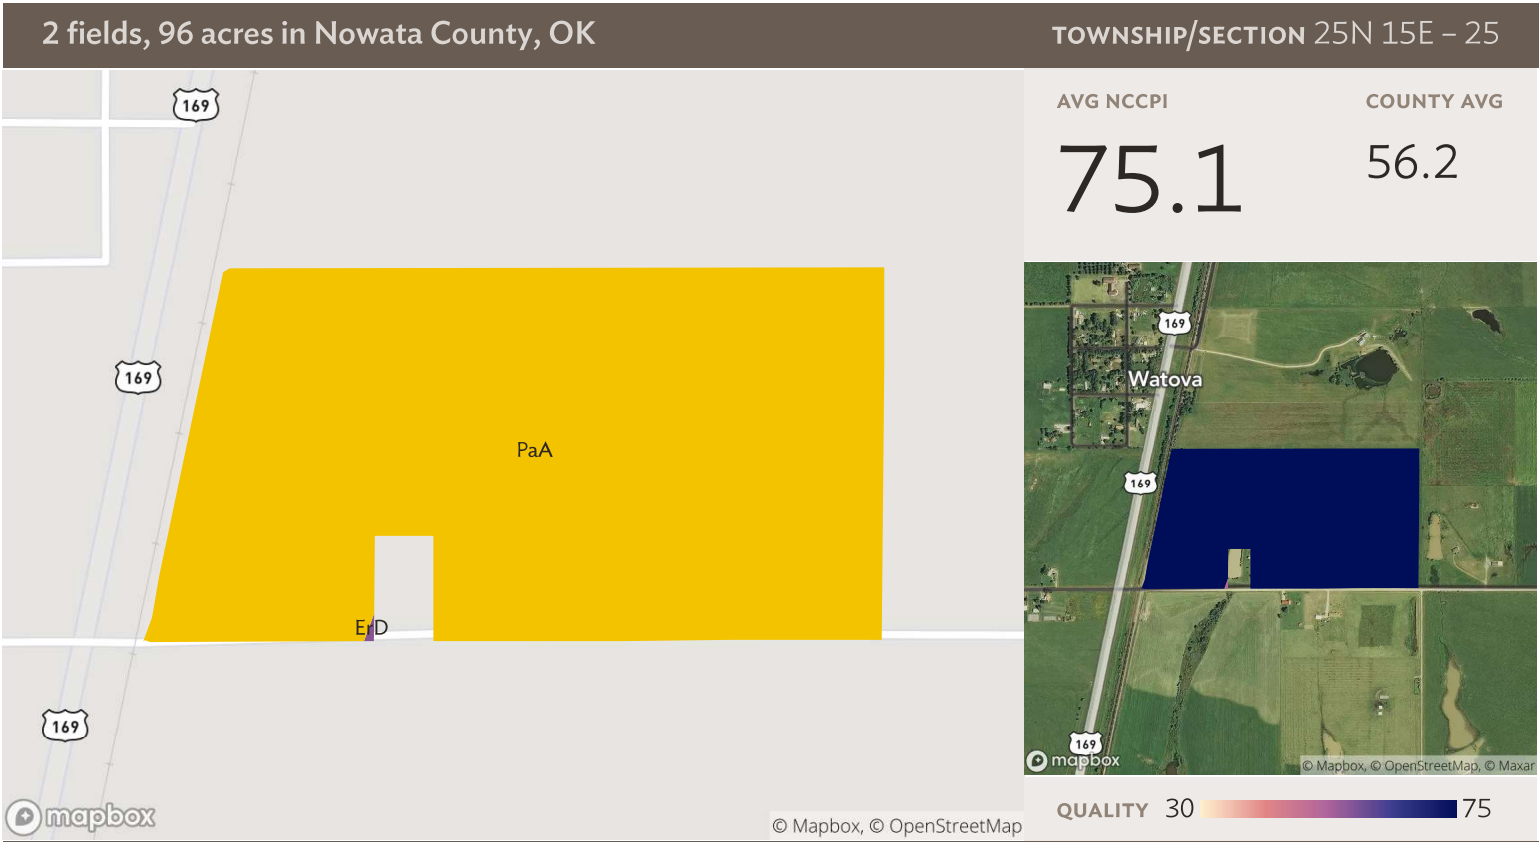 2 fields, 96 acres in Nowata County, OK
TOWNSHIP/SECTION 25N 15E – 25
169
169
169
PaA
ErD
mapbox
© Mapbox, © OpenStreetMap
AVG NCCPI
75.1
COUNTY AVG
56.2
169
Watova
169
169
mapbox
© Mapbox, © OpenStreetMap, © Maxar
QUALITY 30 75